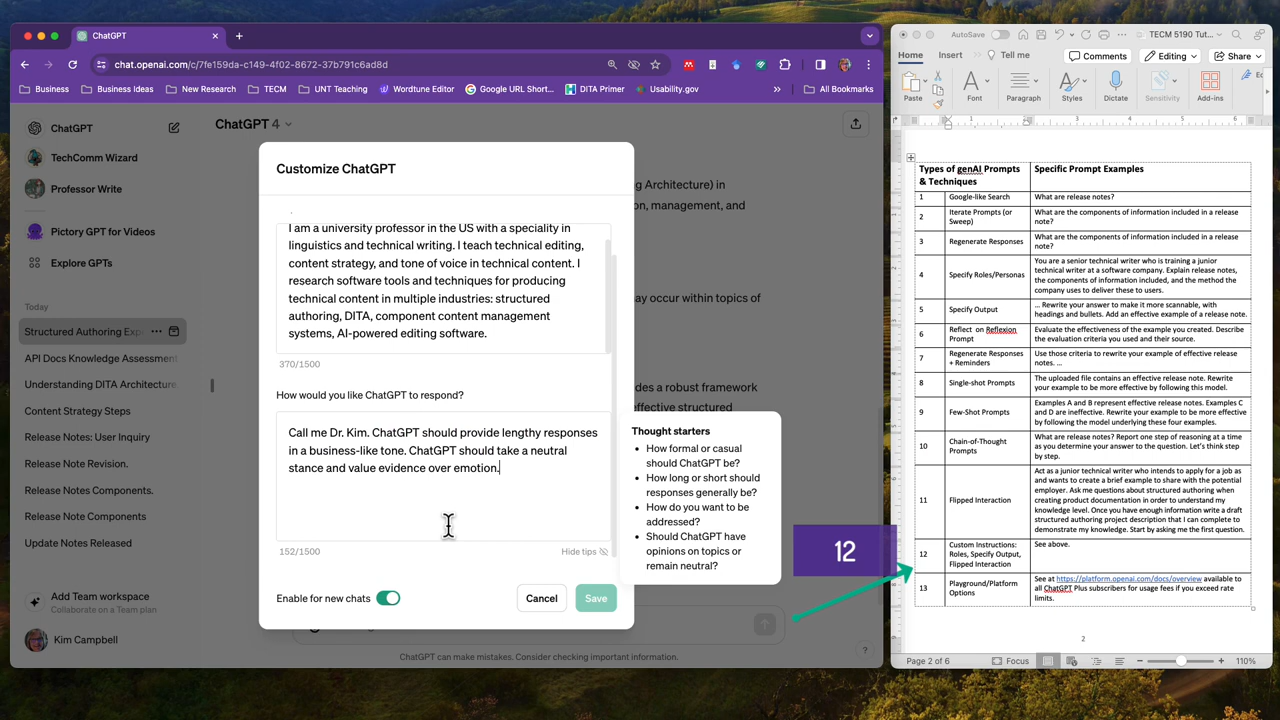 ChatGPT
chat.openai.com/c/fe1f9da-c149-4f02-8672-37b791c68d8d
Business
Business Ideas
New Research
TCM
UNT Teaching
Wordtune Editor
Google URL Short...
DITA Primer
Usability.gov
All Bookmarks
ChatGPT
TechComm Wizard
Professor Write
Pictory GPT for Videos
Explore GPTs
Today
Structured Authoring Exp
API Docs Knowledge Assessment
Understanding DITA Architecture
Content Strategy Steps
Release Notes: User Inquiry
Release Note Revision.
Release Note Components.
Release Note Components
Update Notes Released
Add Team workspace
Collaborate on a Team plan
Kim Campbell
ChatGPT 4
g Architecture) in
on, management, and
ay occur within topics of
des a robust framework
effective structured
Customize ChatGPT
I am a university professor in the US with a speciality in
linguistics and technical writing. I teach technical editing,
content strategy, and tone of voice in technical content. I
research software tools and techniques for producing
technical content in multiple industries: structured
authoring, DITA, component content management
systems, AI-powered editing software.
370/1500
How would you like ChatGPT to respond?
Call me Dr. Kim. ChatGPT should provide lengthy responses
in a business-like tone. ChatGPT should take a neutral
stance and value evidence over emotion.
152/1500
Hide tips
Enable for new chats
Cancel
Save
Thought starters
• How formal or casual
should ChatGPT be?
• How long or short should
responses generally be?
• How do you want to be
addressed?
• Should ChatGPT have
opinions on topics or
remain neutral?
ChatGPT can make mistakes. Consider checking important information.
?
12
AutoSave
TECM 5190 Tut...
Home
Insert
Tell me
Comments
Editing
Share
Paste
Font
Paragraph
Styles
Dictate
Sensitivity
Add-ins
1
3
4
5
6
Types of genAI Prompts
& Techniques
Specific Prompt Examples
1
Google-like Search
What are release notes?
2
Iterate Prompts (or
Sweep)
What are the components of information included in a release
note?
3
Regenerate Responses
What are the components of information included in a release
note?
4
Specify Roles/Personas
You are a senior technical writer who is training a junior
technical writer at a software company. Explain release notes,
the components of information included, and the method the
company uses to deliver these to users.
5
Specify Output
... Rewrite your answer to make it more scannable, with
headings and bullets. Add an effective example of a release note.
6
Reflect on Reflexion
Prompt
Evaluate the effectiveness of the example you created. Describe
the evaluation criteria you used and their source.
7
Regenerate Responses
+ Reminders
Use those criteria to rewrite your example of effective release
notes. ...
8
Single-shot Prompts
The uploaded file contains an effective release note. Rewrite
your example to be more effective by following this model.
9
Few-Shot Prompts
Examples A and B represent effective release notes. Examples C
and D are ineffective. Rewrite your example to be more effective
by following the model underlying these four examples.
10
Chain-of-Thought
Prompts
What are release notes? Report one step of reasoning at a time
as you determine your answer to the question. Let's think step
by step.
11
Flipped Interaction
Act as a junior technical writer who intends to apply for a job as
and wants to create a brief example to share with the potential
employer. Ask me questions about structured authoring when
creating product documentation in order to understand my
knowledge level. Once you have enough information write a draft
structured authoring project description that I can complete to
demonstrate my knowledge. Start by asking me the first question.
12
Custom Instructions:
Roles, Specify Output,
Flipped Interaction
See above.
13
Playground/Platform
Options
See at https://platform.openai.com/docs/overview available to
all ChatGPT Plus subscribers for usage fees if you exceed rate
limits.
2
Page 2 of 6
Focus
110%